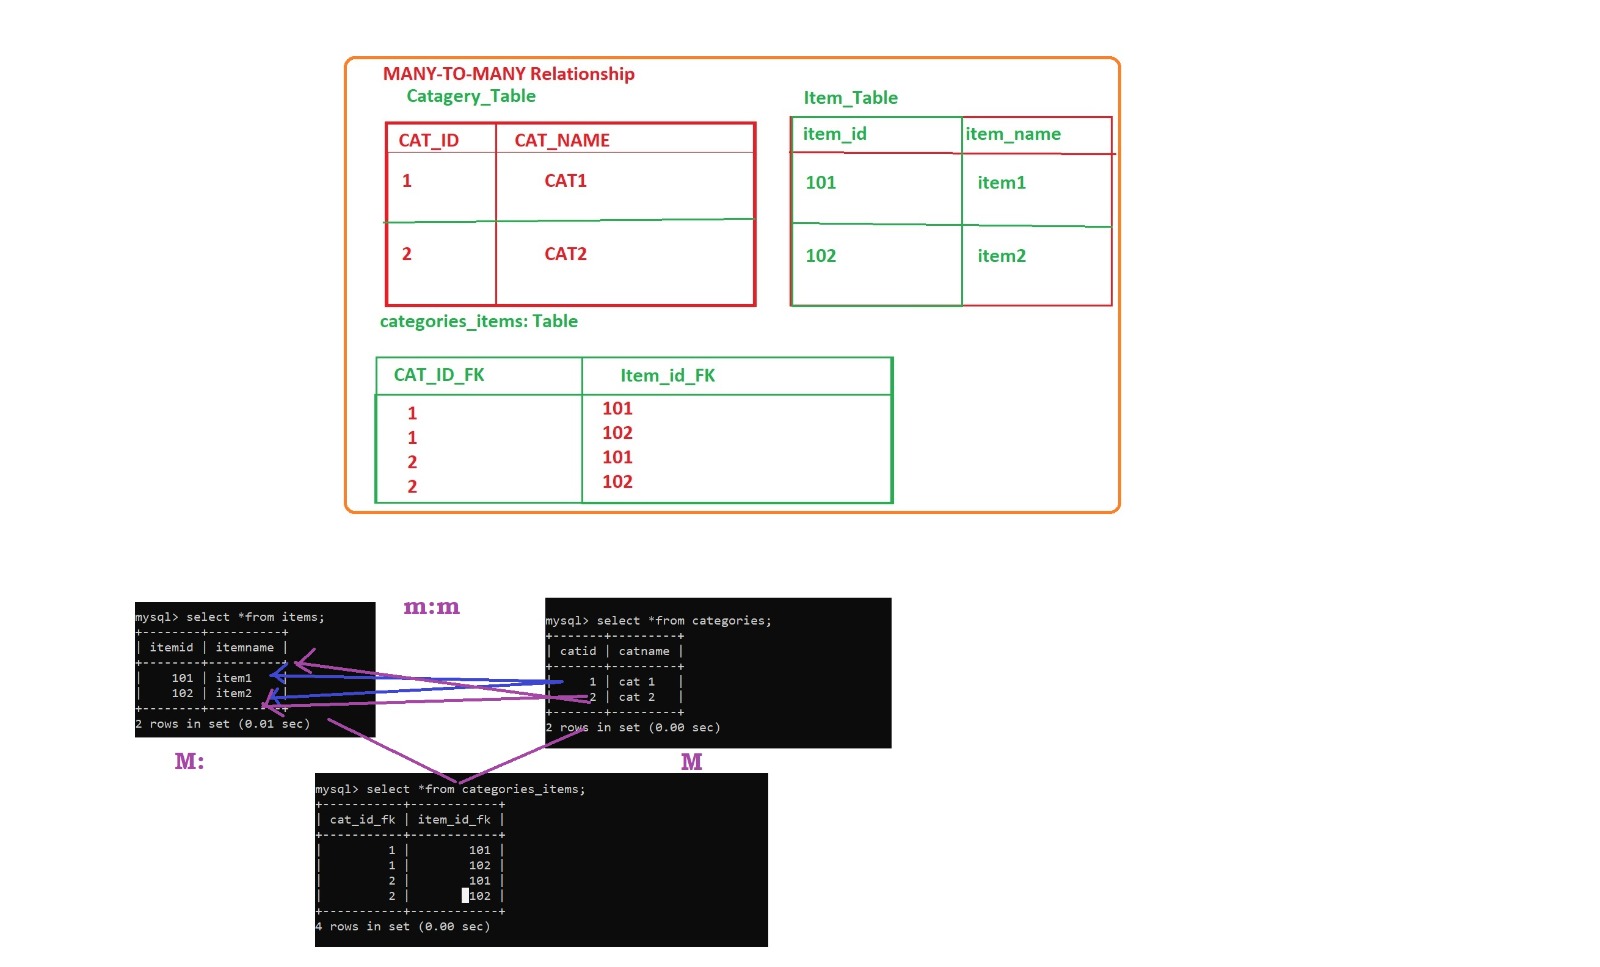 MANY-TO-MANY Relationship
Catagery_Table
CAT_ID CAT_NAME
1 CAT1
2 CAT2
Item_Table
item_id item_name
101 item1
102 item2
categories_items: Table
CAT_ID_FK Item_id_FK
1 101
1 102
2 101
2 102
m:m
mysql> select *from items;
+--------+----------+
| itemid | itemname |
+--------+----------+
| 101 | item1 |
| 102 | item2 |
+--------+----------+
2 rows in set (0.01 sec)
M:
mysql> select *from categories;
+-------+---------+
| catid | catname |
+-------+---------+
| 1 | cat 1 |
| 2 | cat 2 |
+-------+---------+
2 rows in set (0.00 sec)
M
mysql> select *from categories_items;
+-----------+------------+
| cat_id_fk | item_id_fk |
+-----------+------------+
| 1 | 101 |
| 1 | 102 |
| 2 | 101 |
| 2 | 102 |
+-----------+------------+
4 rows in set (0.00 sec)